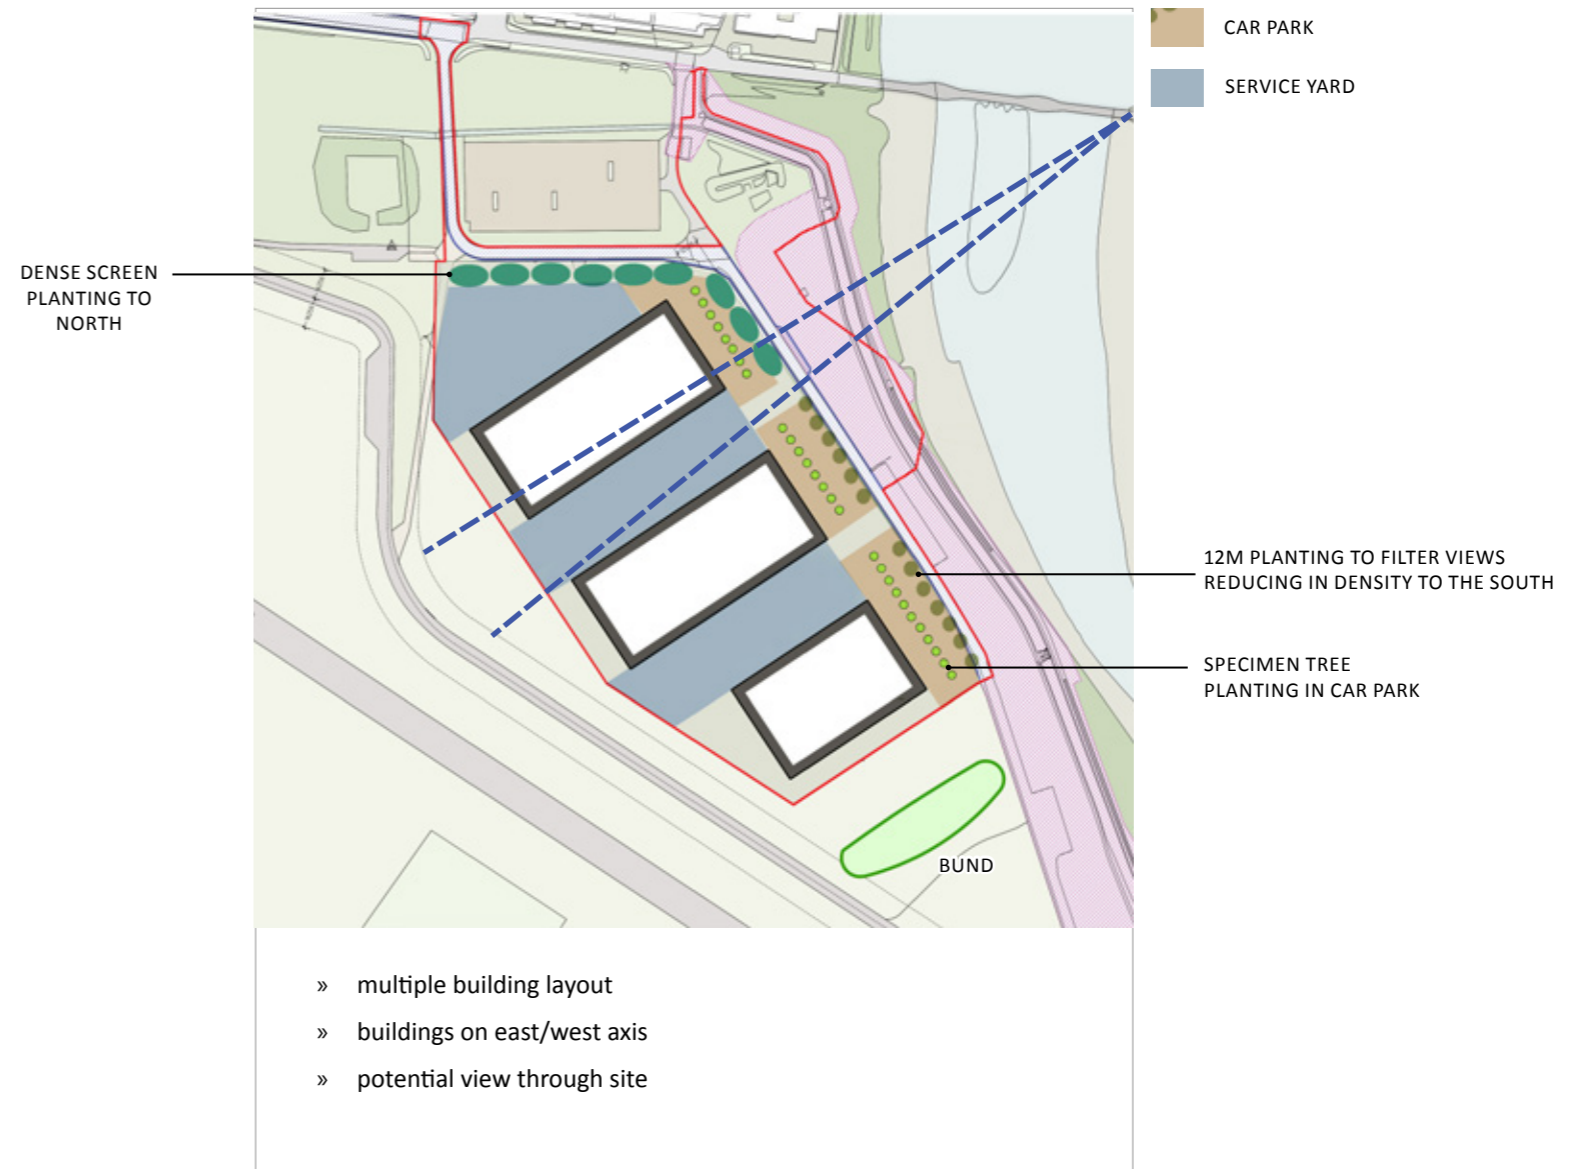 CAR PARK
SERVICE YARD
DENSE SCREEN
PLANTING TO
NORTH
12M PLANTING TO FILTER VIEWS
REDUCING IN DENSITY TO THE SOUTH
SPECIMEN TREE
PLANTING IN CAR PARK
BUND
» multiple building layout
» buildings on east/west axis
» potential view through site